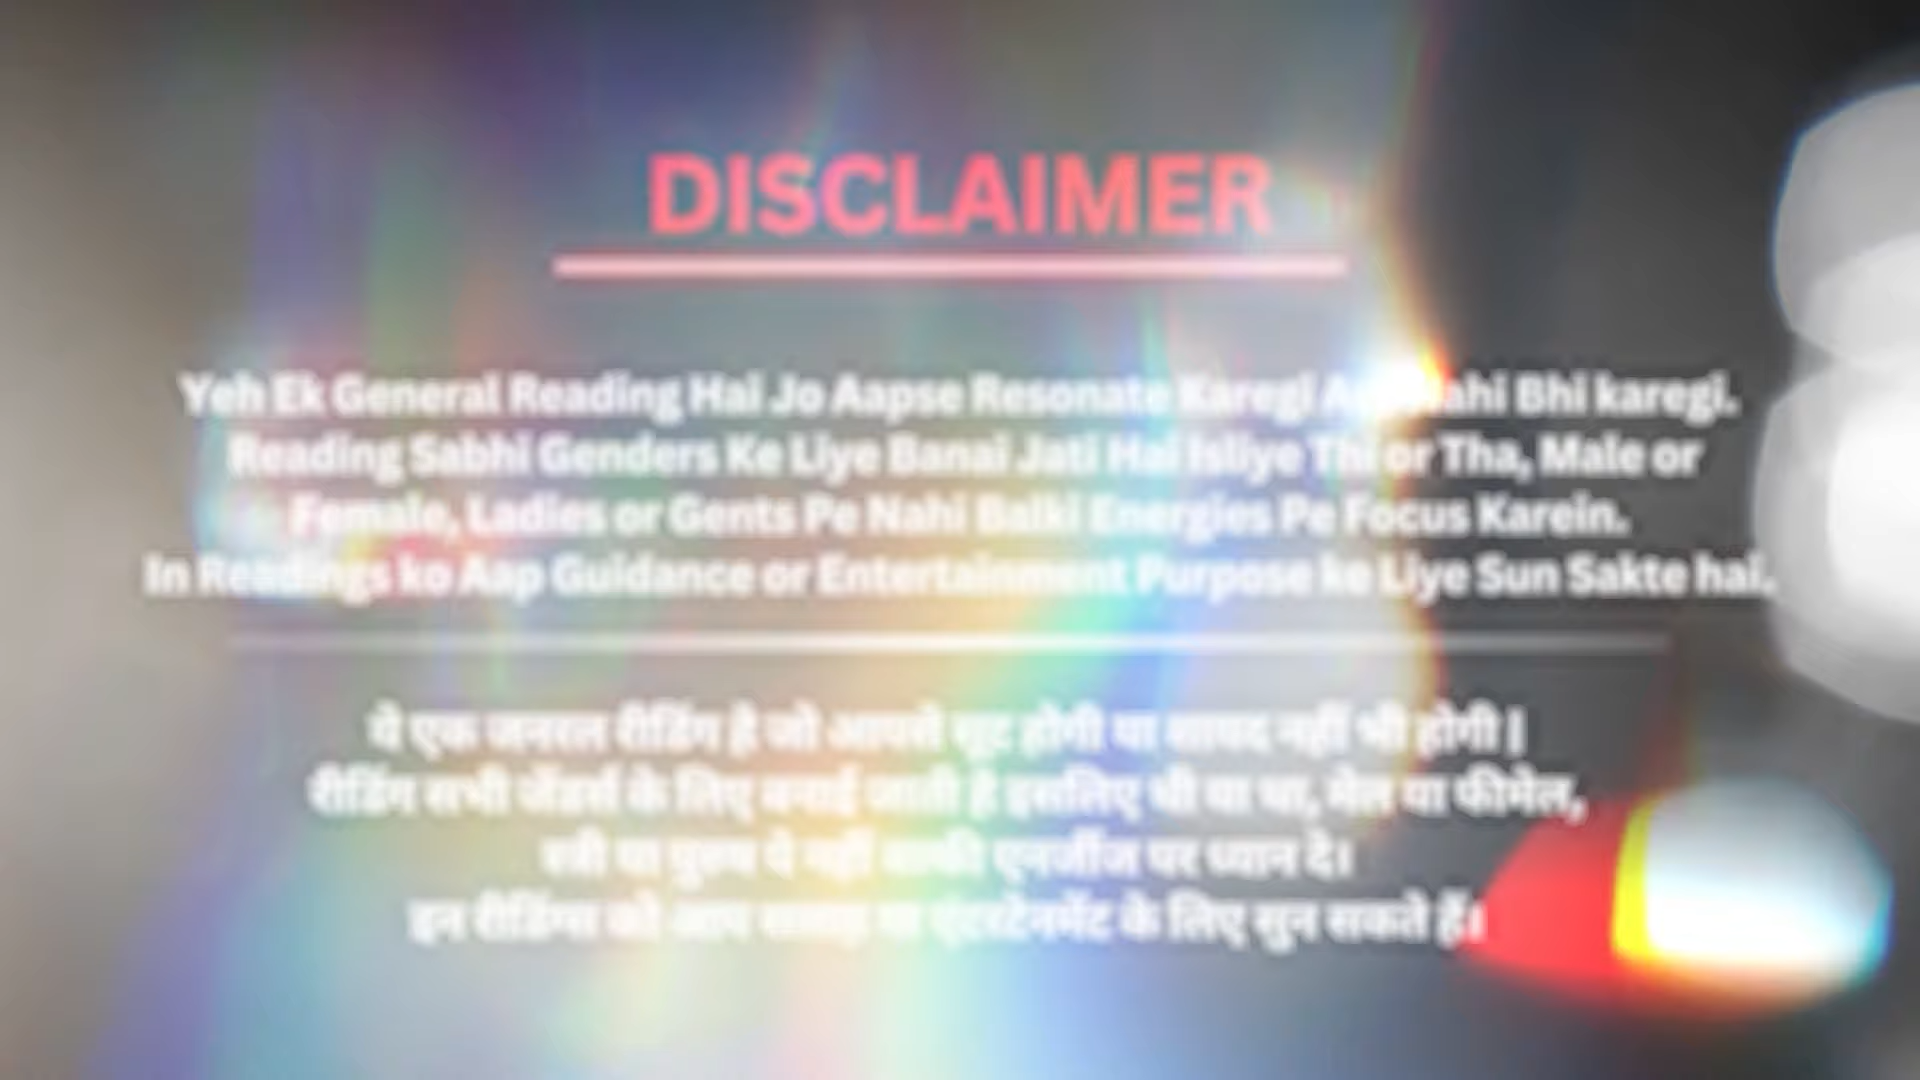 DISCLAIMER
Yeh Ek General Reading Hai Jo Aapse Resonate Karegi Bhi karegi.
Reading Sabhi Genders Ke Liye Banai Jati Hai Isliye Thi or Tha, Male or
Female, Ladies or Gents Pe Nahi Balki Energies Pe Focus Karein.
In Readings ko Aap Guidance or Entertainment Purpose ke Liye Sun Sakte hai.
ये एक जनरल रीडिंग है जो आपसे होगी या शायद नहीं भी होगी |
रीडिंग सभी जेंडर्स के लिए बनाई जाती है इसलिए थी या था, मेल या फीमेल,
स्त्री या पुरुष पे नहीं एनर्जीज पर ध्यान दे।
इन रीडिंग्स को आप या एंटरटेनमेंट के लिए सुन सकते हैं।